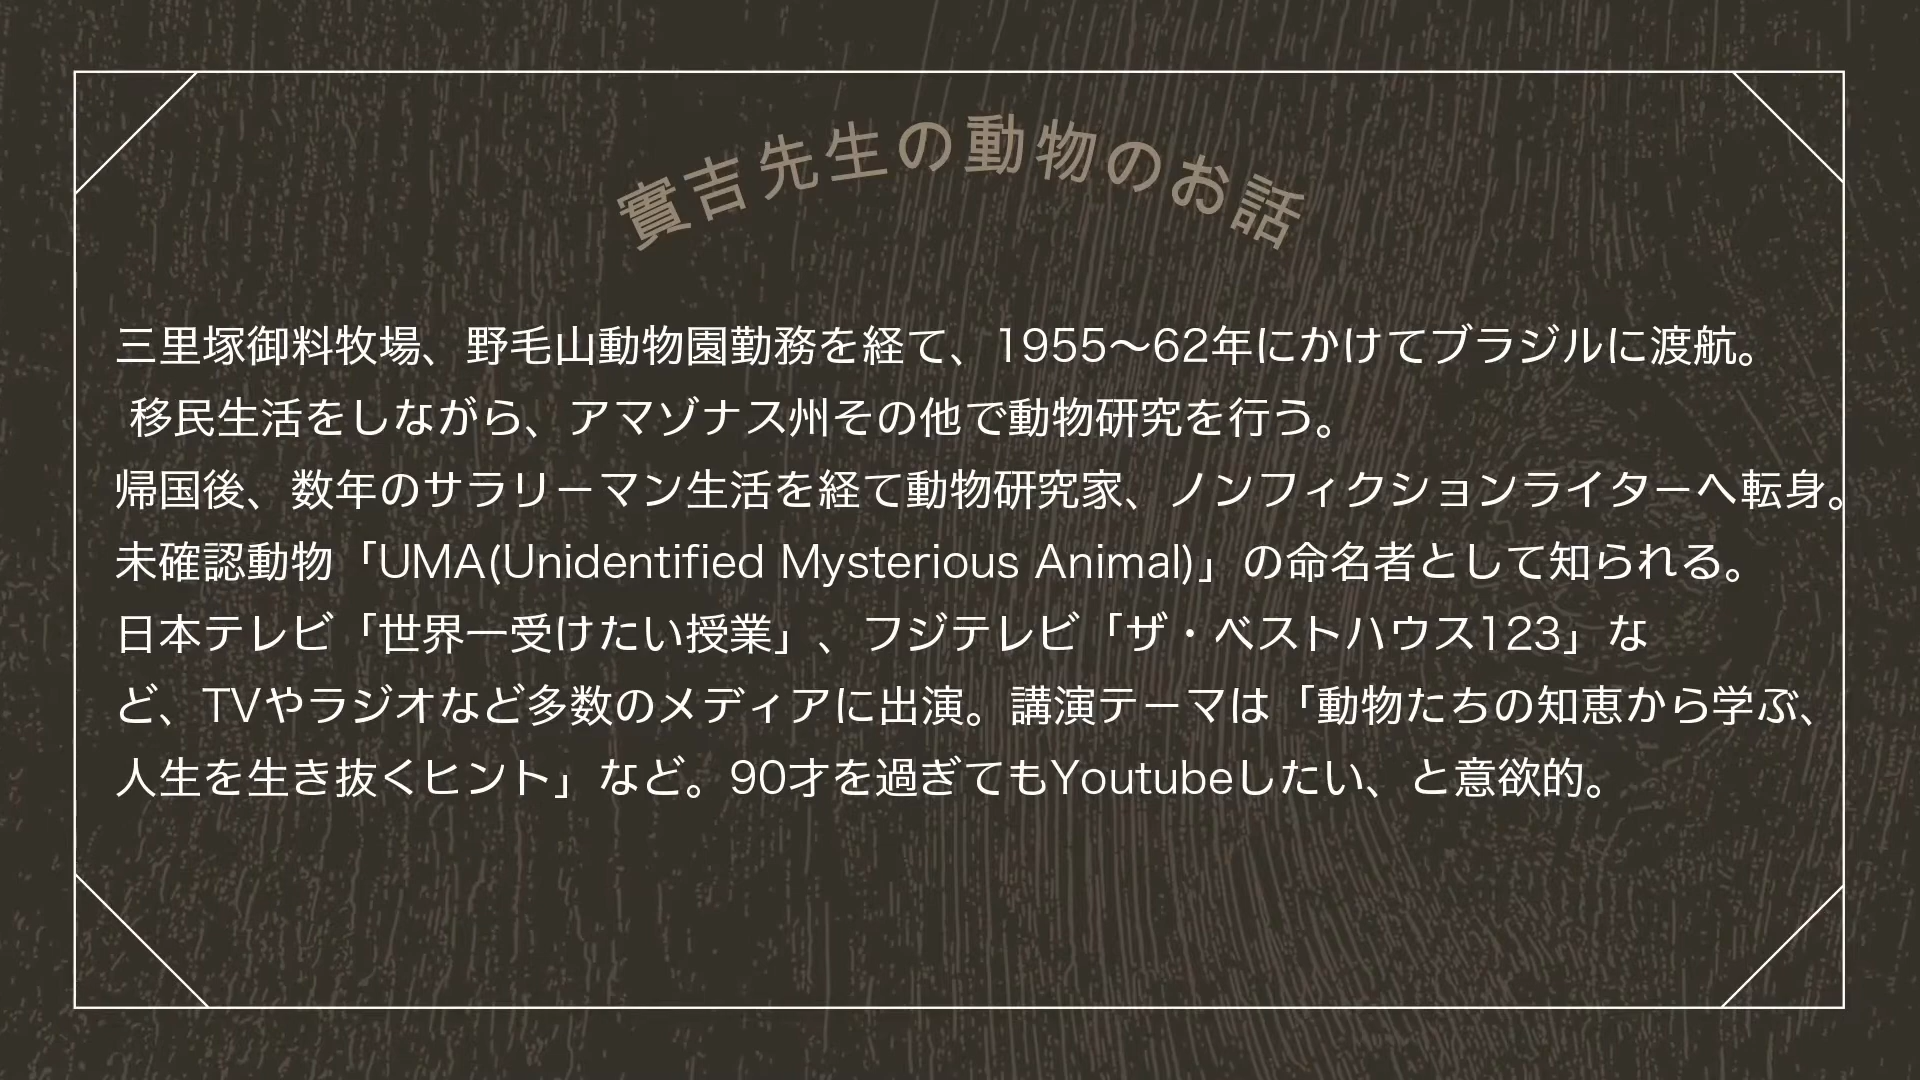 實吉先生の動物のお話
三里塚御料牧場、野毛山動物園勤務を経て、1955〜62年にかけてブラジルに渡航。
移民生活をしながら、アマゾナス州その他で動物研究を行う。
帰国後、数年のサラリーマン生活を経て動物研究家、ノンフィクションライターへ転身。
未確認動物「UMA(Unidentified Mysterious Animal)」の命名者として知られる。
日本テレビ「世界一受けたい授業」、フジテレビ「ザ・ベストハウス123」な
ど、TVやラジオなど多数のメディアに出演。講演テーマは「動物たちの知恵から学ぶ、
人生を生き抜くヒント」など。90才を過ぎてもYoutubeしたい、と意欲的。